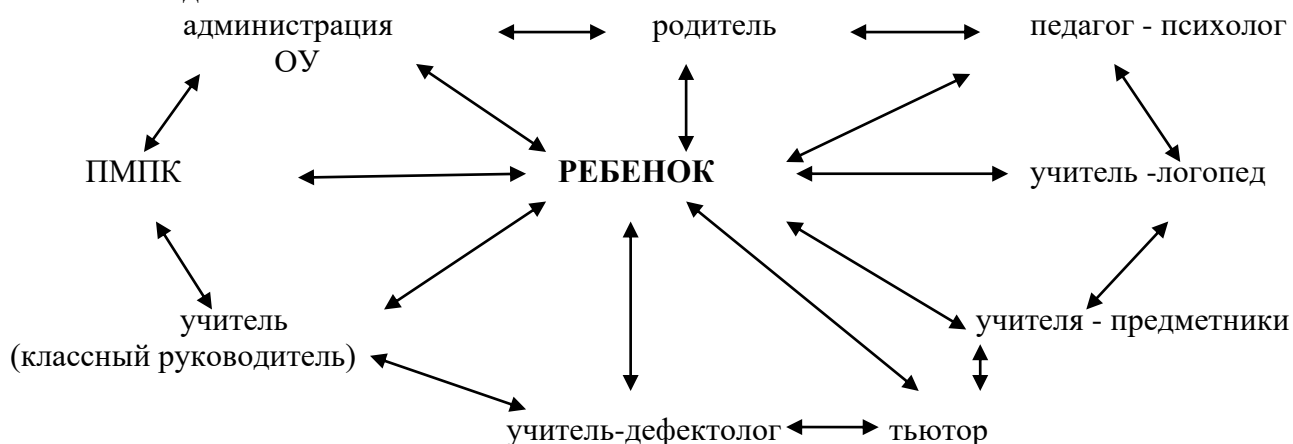 администрация ОУ
родитель
педагог - психолог
ПМПК
РЕБЕНОК
учитель -логопед
учитель (классный руководитель)
учителя - предметники
учитель-дефектолог
тьютор